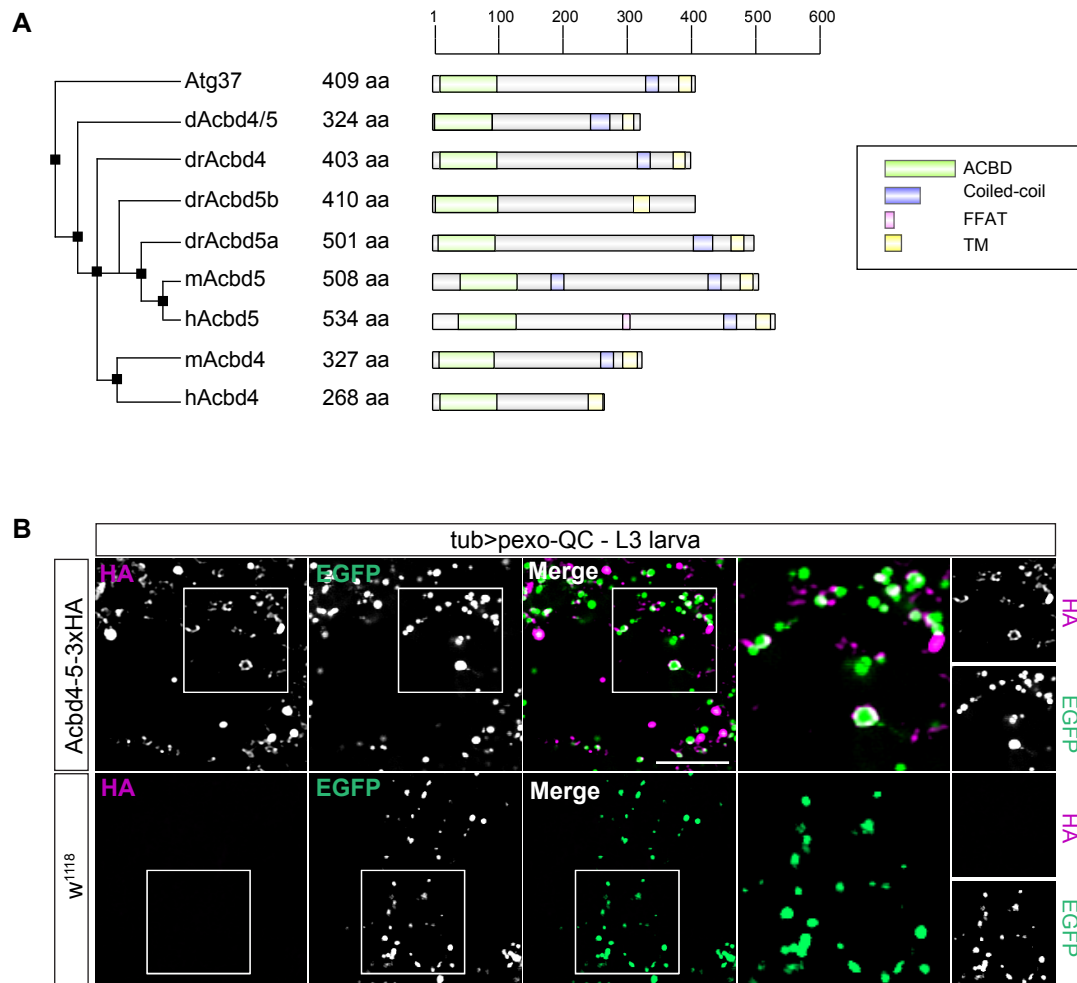 A
1 100 200 300 400 500 600
Atg37 409 aa
dAcbd4/5 324 aa
drAcbd4 403 aa
drAcbd5b 410 aa
drAcbd5a 501 aa
mAcbd5 508 aa
hAcbd5 534 aa
mAcbd4 327 aa
hAcbd4 268 aa
ACBD
Coiled-coil
FFAT
TM
B
tub>pexo-QC - L3 larva
Acbd4-5-3xHA
HA
EGFP
Merge
HA
EGFP
w1118
HA
EGFP
Merge
HA
EGFP